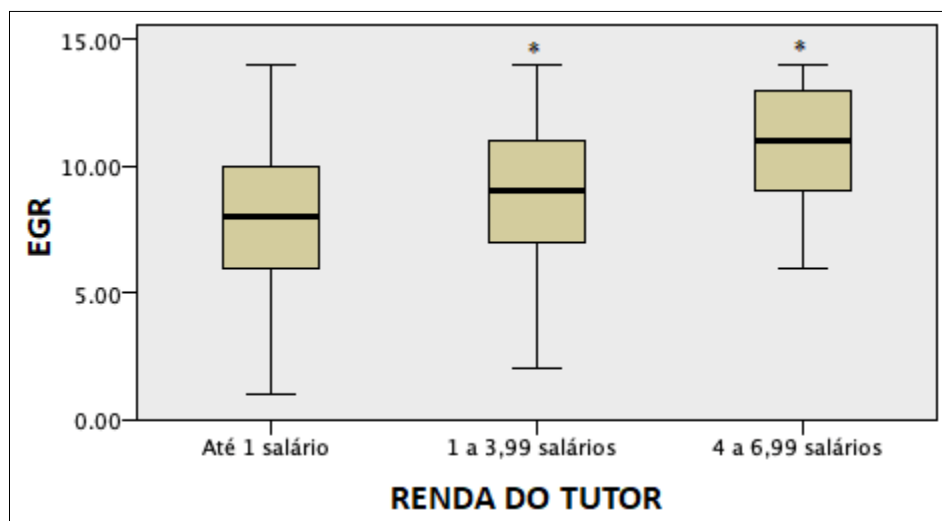 15.00
10.00
5.00
0.00
EGR
* *
Até 1 salário 1 a 3,99 salários 4 a 6,99 salários
RENDA DO TUTOR